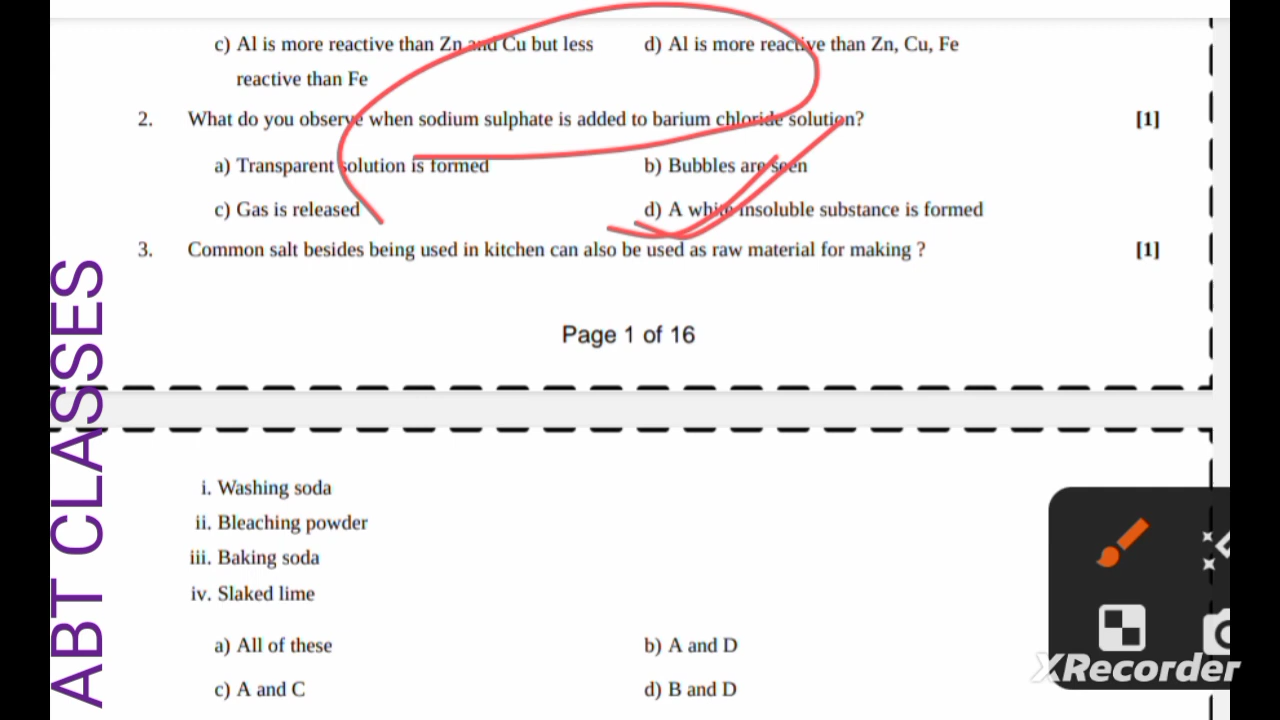 c) Al is more reactive than Zn and Cu but less reactive than Fe
d) Al is more reactive than Zn, Cu, Fe
2. What do you observe when sodium sulphate is added to barium chloride solution? [1]
a) Transparent solution is formed
b) Bubbles are seen
c) Gas is released
d) A white insoluble substance is formed
3. Common salt besides being used in kitchen can also be used as raw material for making ? [1]
Page 1 of 16
i. Washing soda
ii. Bleaching powder
iii. Baking soda
iv. Slaked lime
a) All of these
b) A and D
c) A and C
d) B and D
ABT CLASSES
XRecorder